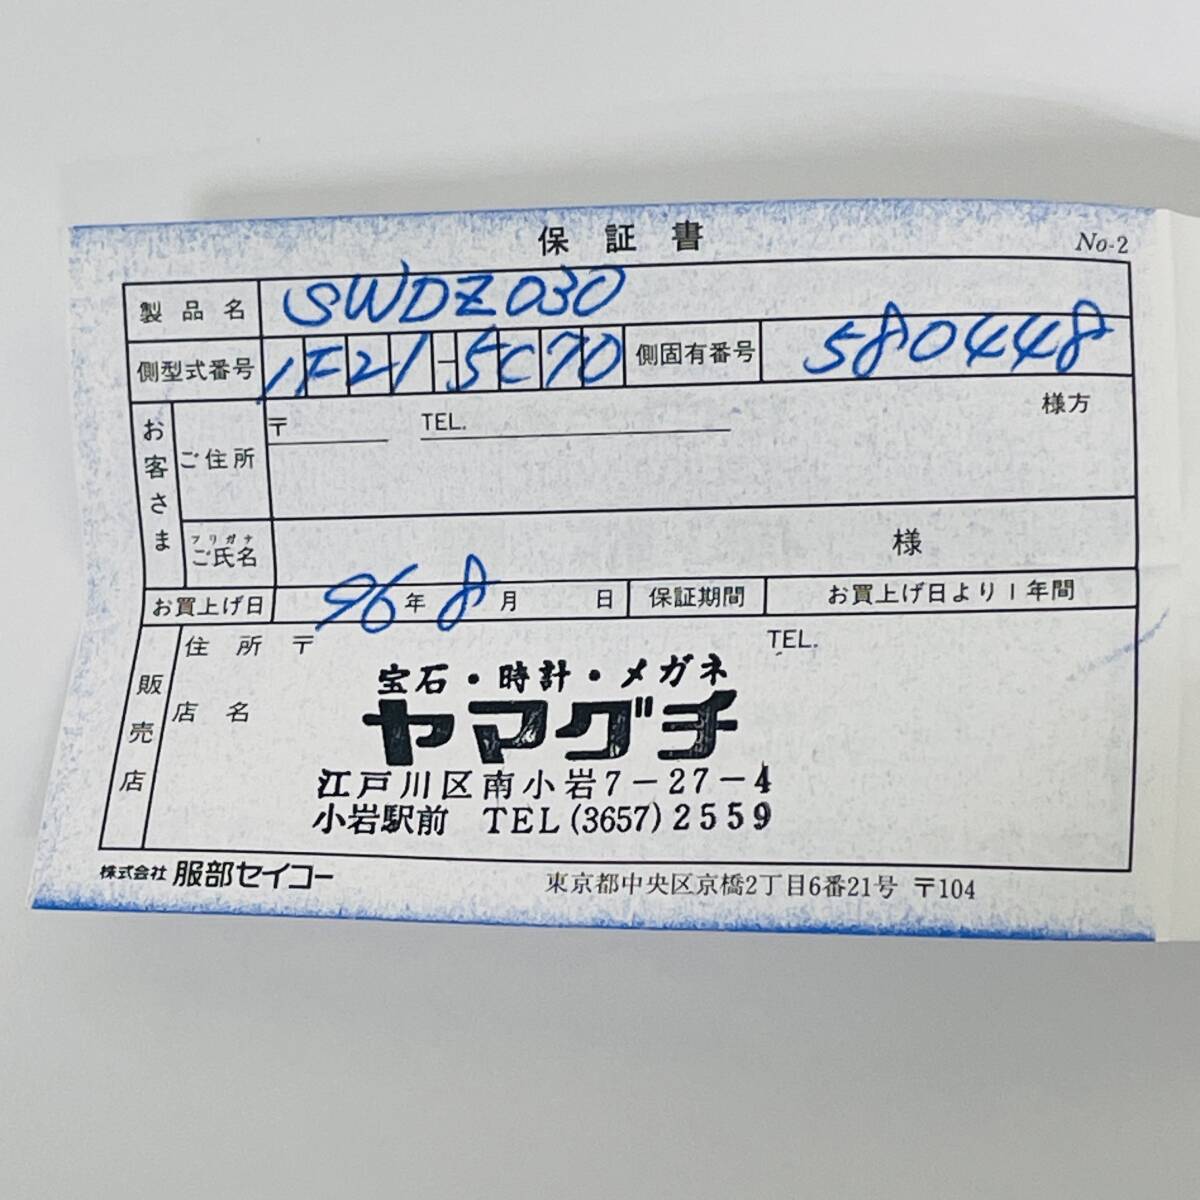 保証書 No-2
製品名 SWDZ030
側型式番号 1F21-5C70 側固有番号 580448
お客さま ご住所 〒 TEL. 様方
フリガナ
ご氏名 様
お買上げ日 96年 8月 日 保証期間 お買上げ日より1年間
販売店 住所 〒 TEL.
宝石・時計・メガネ
店名 ヤマグチ
江戸川区南小岩7-27-4
小岩駅前 TEL(3657)2559
株式会社 服部セイコー 東京都中央区京橋2丁目6番21号 〒104